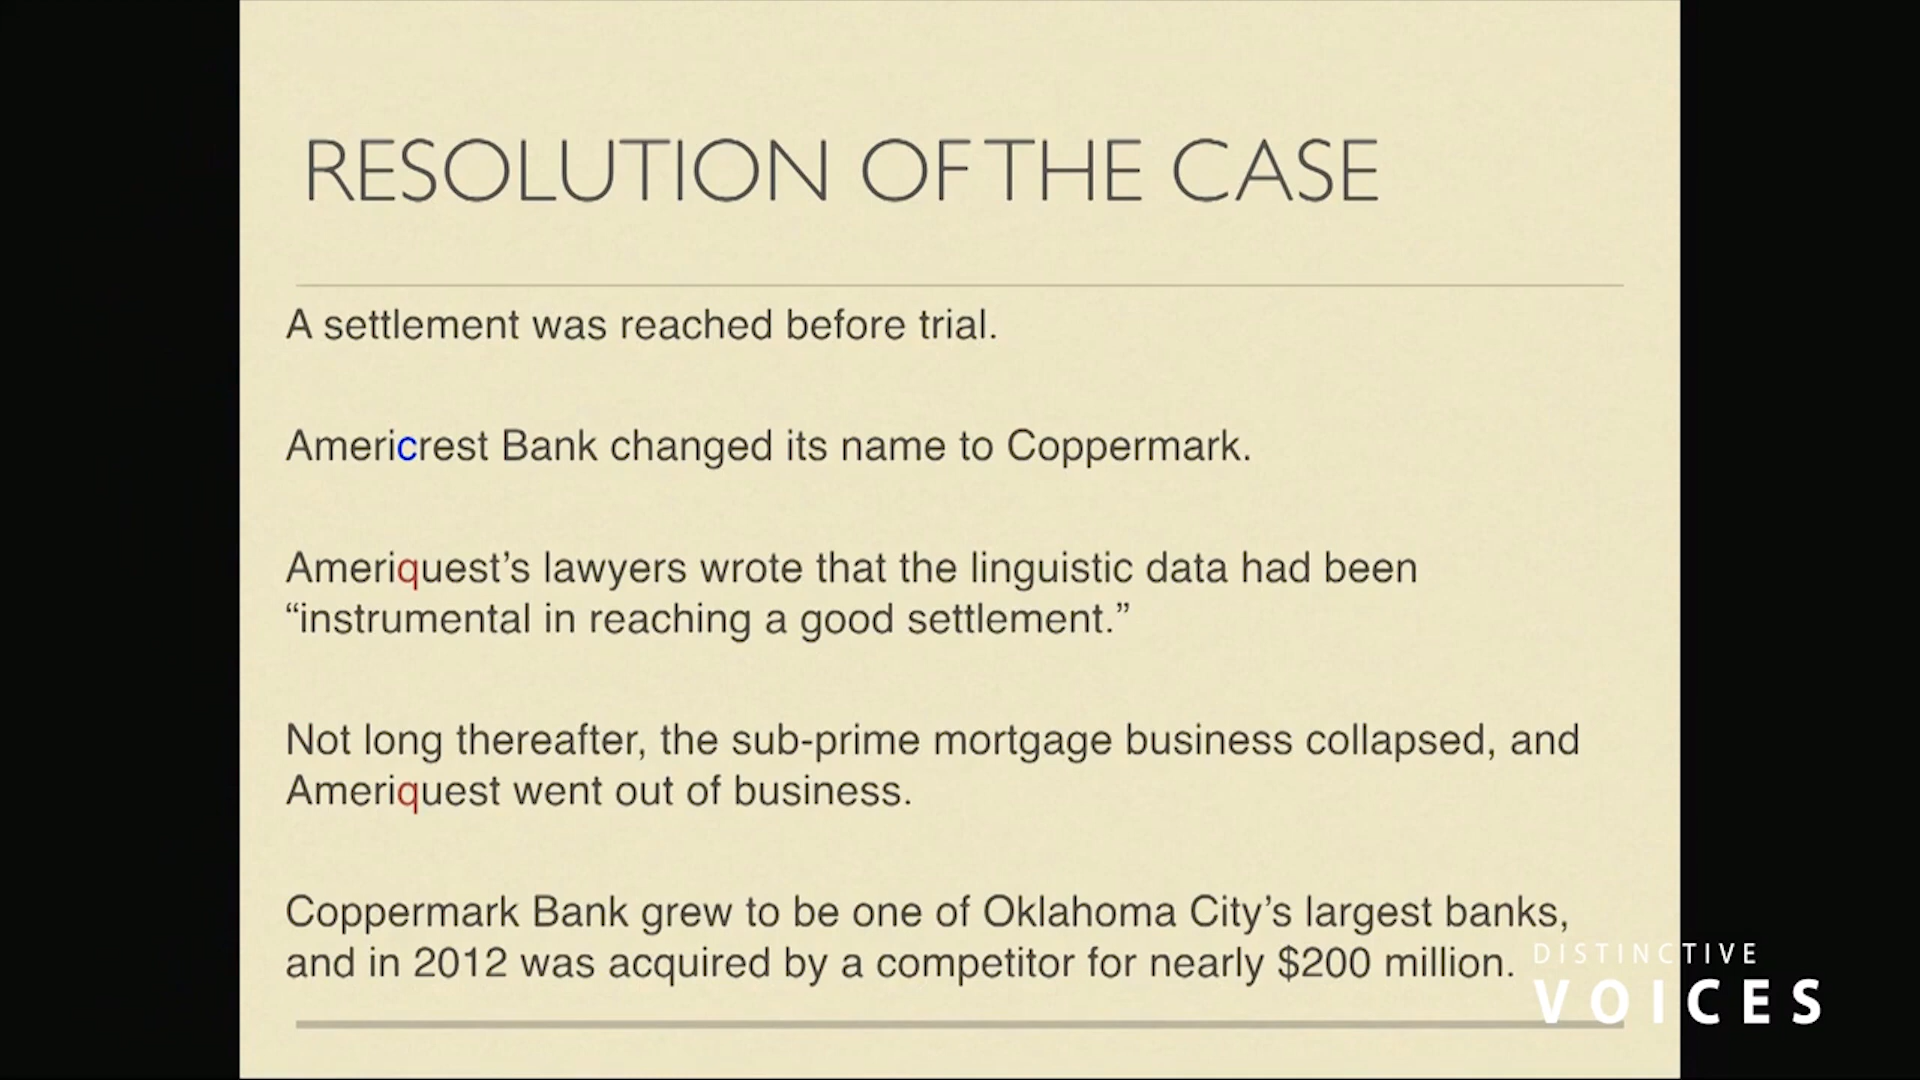 RESOLUTION OF THE CASE
A settlement was reached before trial.
Americrest Bank changed its name to Coppermark.
Ameriquest’s lawyers wrote that the linguistic data had been
“instrumental in reaching a good settlement.”
Not long thereafter, the sub-prime mortgage business collapsed, and
Ameriquest went out of business.
Coppermark Bank grew to be one of Oklahoma City’s largest banks,
and in 2012 was acquired by a competitor for nearly $200 million.
DISTINCTIVE
VOICES